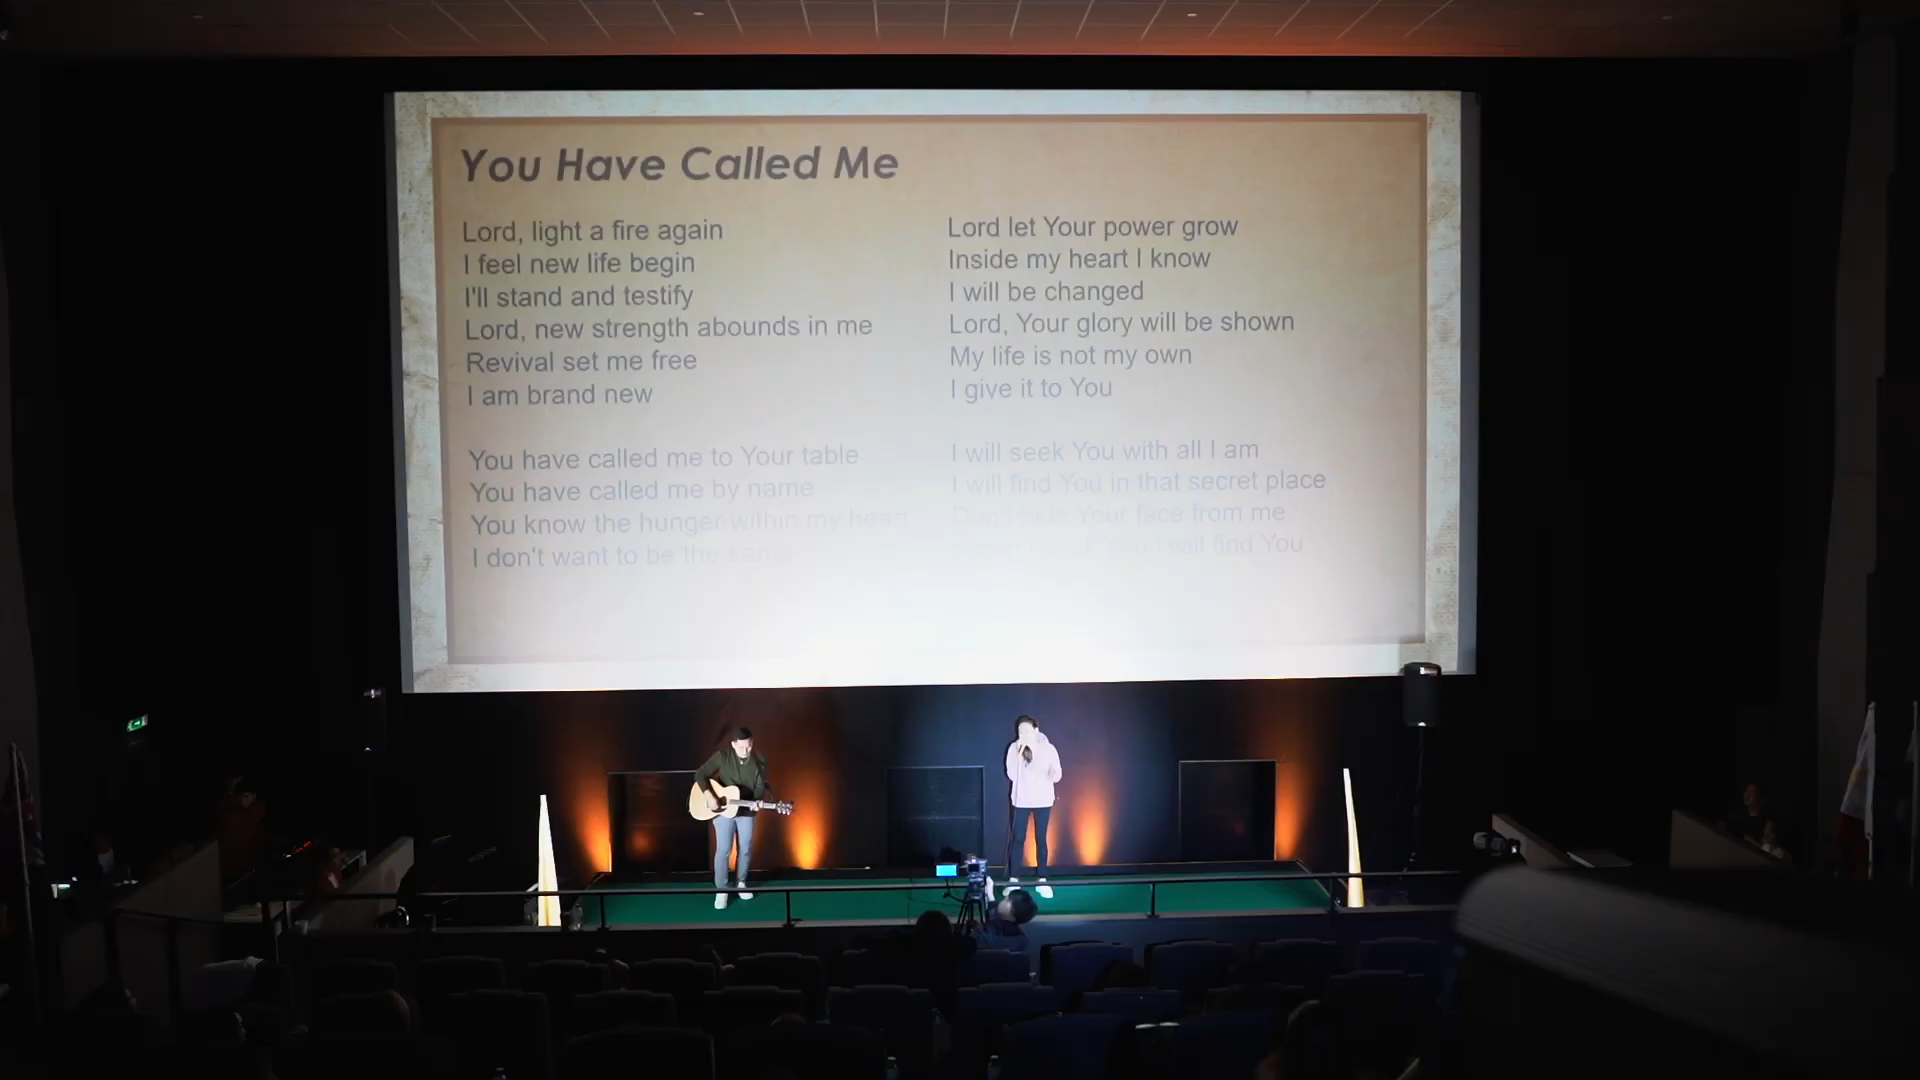 You Have Called Me
Lord, light a fire again
I feel new life begin
I'll stand and testify
Lord, new strength abounds in me
Revival set me free
I am brand new
You have called me to Your table
You have called me by name
You know the hunger within my heart
I don't want to be the same
Lord let Your power grow
Inside my heart I know
I will be changed
Lord, Your glory will be shown
My life is not my own
I give it to You
I will seek You with all I am
I will find You in that secret place
Don't hide Your face from me
will find You